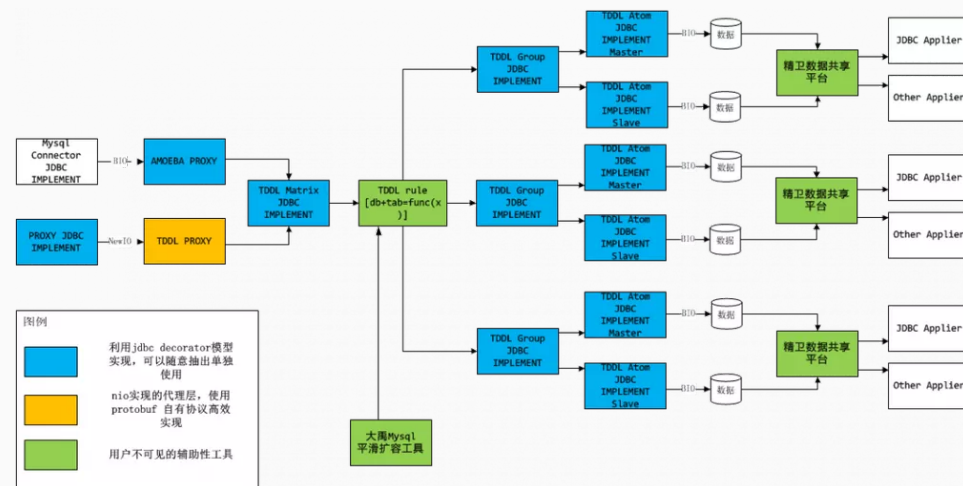 Mysql
Connector
JDBC
IMPLEMENT
BIO
AMOEBA PROXY
PROXY JDBC
IMPLEMENT
NewIO
TDDL PROXY
TDDL Matrix
JDBC
IMPLEMENT
TDDL rule
[db+tab=func(x
)]
大禹Mysql
平滑扩容工具
TDDL Group
JDBC
IMPLEMENT
TDDL Atom
JDBC
IMPLEMENT
Master
BIO
数据
TDDL Atom
JDBC
IMPLEMENT
Slave
BIO
数据
精卫数据共享
平台
JDBC Applier
Other Applier
TDDL Group
JDBC
IMPLEMENT
TDDL Atom
JDBC
IMPLEMENT
Master
BIO
数据
TDDL Atom
JDBC
IMPLEMENT
Slave
BIO
数据
精卫数据共享
平台
JDBC Applier
Other Applier
TDDL Group
JDBC
IMPLEMENT
TDDL Atom
JDBC
IMPLEMENT
Master
BIO
数据
TDDL Atom
JDBC
IMPLEMENT
Slave
BIO
数据
精卫数据共享
平台
JDBC Applier
Other Applier
图例
利用jdbc decorator模型
实现，可以随意抽出单独
使用
nio实现的代理层，使用
protobuf 自有协议高效
实现
用户不可见的辅助性工具